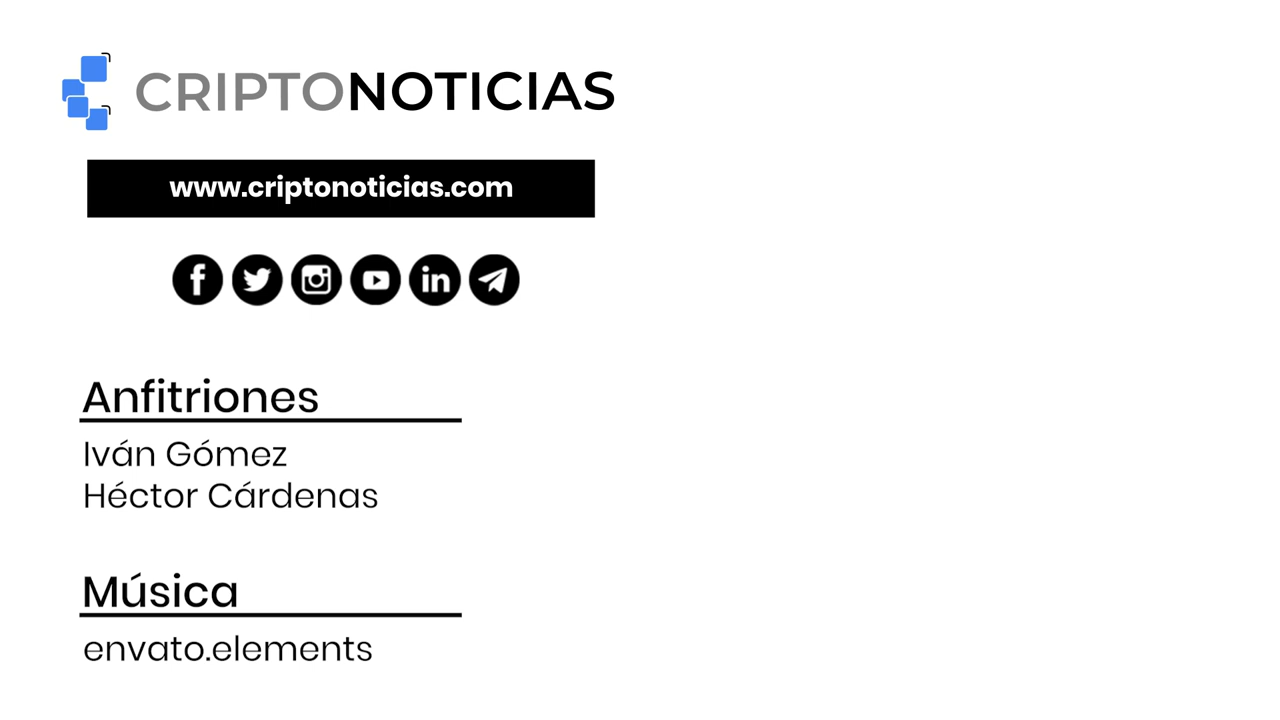 CRIPTONOTICIAS
www.criptonoticias.com
Anfitriones
Iván Gómez
Héctor Cárdenas
Música
envato.elements